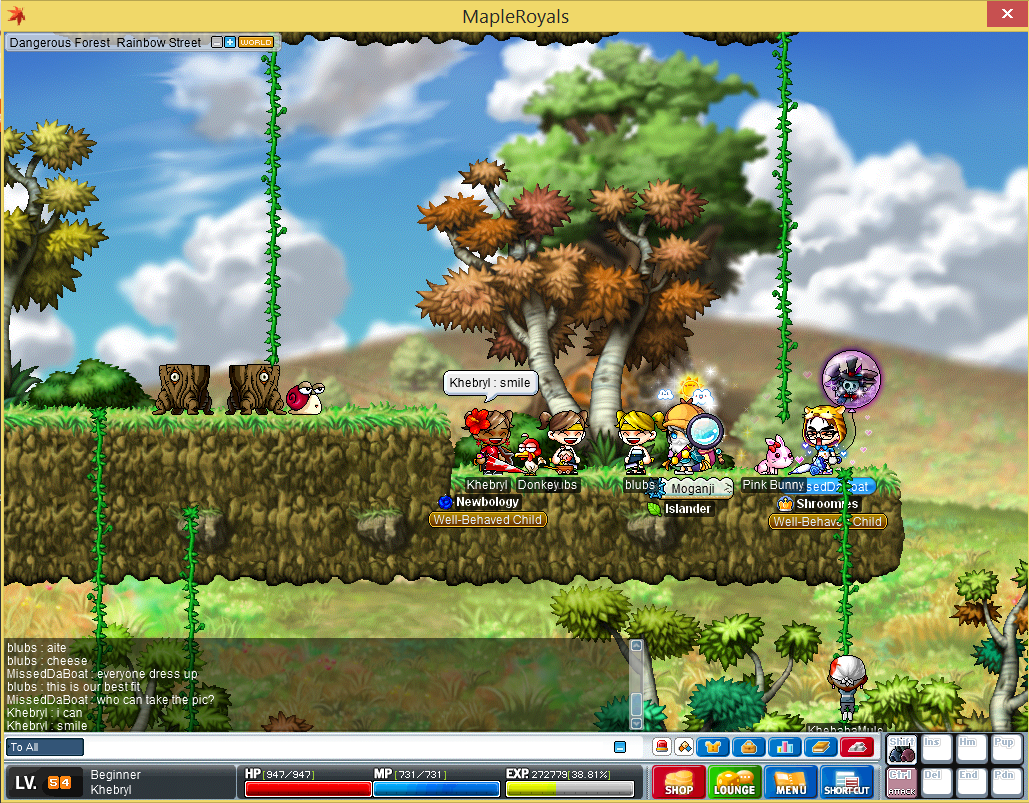 MapleRoyals
Dangerous Forest Rainbow Street
WORLD
Khebryl : smile
Khebryl
Donkey
ubs
blubs
Moganji
Pink Bunny
ssedDaBoat
Newbology
Islander
Shroomies
Well-Behaved Child
Well-Behaved Child
blubs : aite
blubs : cheese
MissedDaBoat : everyone dress up
blubs : this is our best fit
MissedDaBoat : who can take the pic?
Khebryl : i can
Khebryl : smile
KhebabaMule
To All
Shift
Ins
Hm
Pup
LV. 54
Beginner
Khebryl
HP[947/947]
MP[731/731]
EXP. 272779[38.81%]
SHOP
LOUNGE
MENU
SHORTCUT
Ctrl
ATTACK
Del
End
Pdn